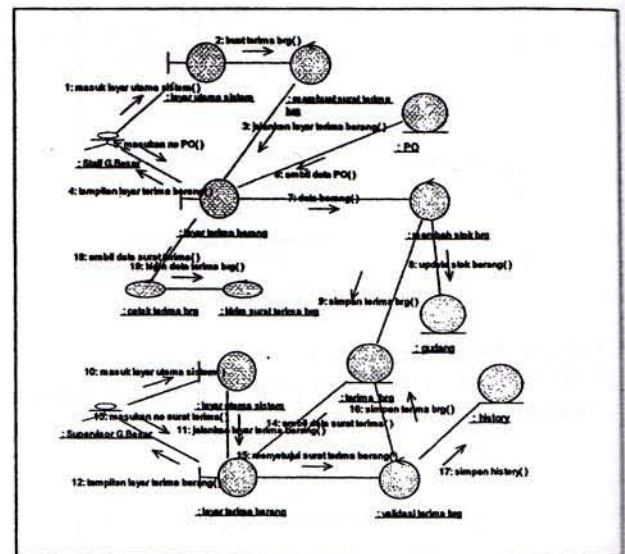 2: buat terima brg( )
1: masuk layar utama sistem( )
: layar utama sistem
: membuat surat terima brg
3: jalankan layar terima barang( )
5: masukan no PO( )
: PO
: Staff G.Besar
6: ambil data PO( )
4: tampilan layar terima barang( )
7: data barang( )
: layar terima barang
: menambah stok brg
18: ambil data surat terima( )
19: kirim data terima brg( )
8: update stok barang( )
9: simpan terima brg( )
: cetak terima brg
: kirim surat terima brg
: gudang
10: masuk layar utama sistem( )
: layar utama sistem
: terima brg
: history
13: masukan no surat terima( )
14: ambil data surat terima( )
16: simpan terima brg( )
: Supervisor G.Besar
11: jalankan layar terima barang( )
15: menyetujui surat terima barang( )
12: tampilan layar terima barang( )
17: simpan history( )
: layar terima barang
: validasi terima brg